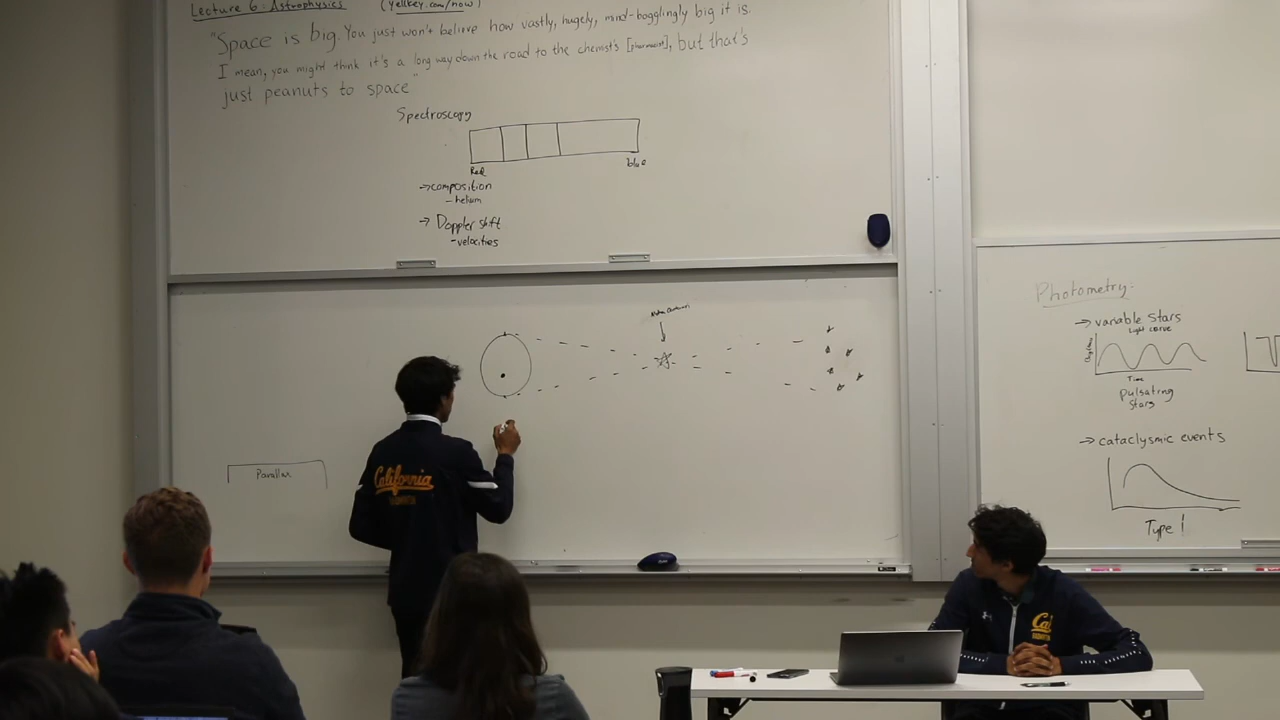 Lecture 6: Astrophysics (yellkey.com/now)
"Space is big. You just won't believe how vastly, hugely, mind-bogglingly big it is.
I mean, you might think it's a long way down the road to the chemist's [pharmacist], but that's
just peanuts to space"
Spectroscopy
Red
blue
→composition
-helium
→ Doppler shift
-velocities
Parallax
California
Photometry:
→ variable stars
Light curve
Time
Pulsating
Stars
→ cataclysmic events
Type 1
Cal